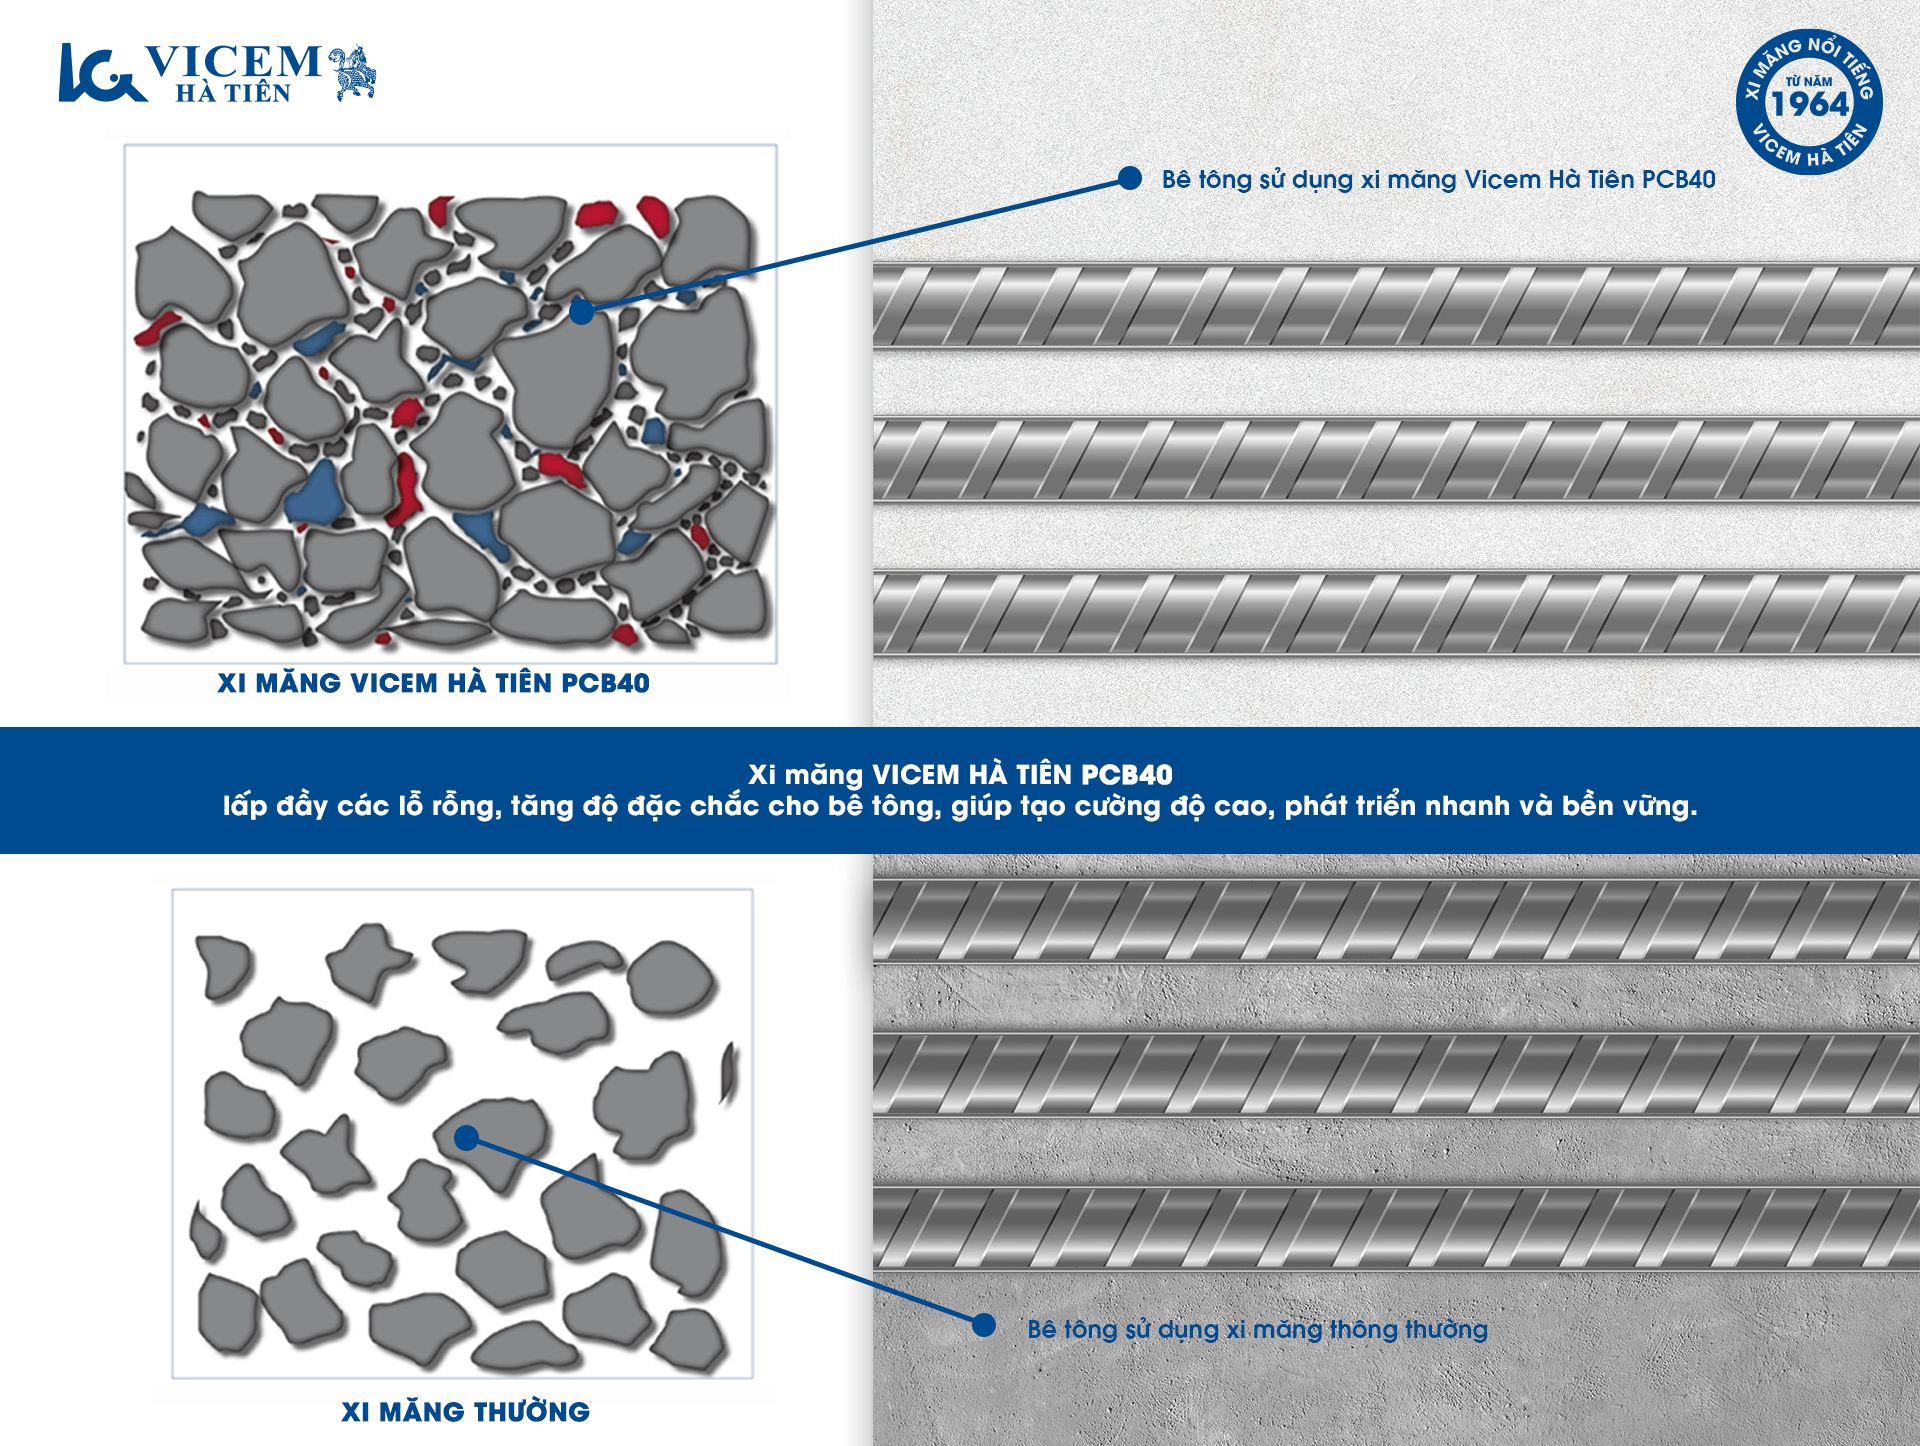 VICEM
HÀ TIÊN
XI MĂNG NỔI TIẾNG
TỪ NĂM
1964
VICEM HÀ TIÊN
Bê tông sử dụng xi măng Vicem Hà Tiên PCB40
XI MĂNG VICEM HÀ TIÊN PCB40
Xi măng VICEM HÀ TIÊN PCB40
lấp đầy các lỗ rỗng, tăng độ đặc chắc cho bê tông, giúp tạo cường độ cao, phát triển nhanh và bền vững.
Bê tông sử dụng xi măng thông thường
XI MĂNG THƯỜNG